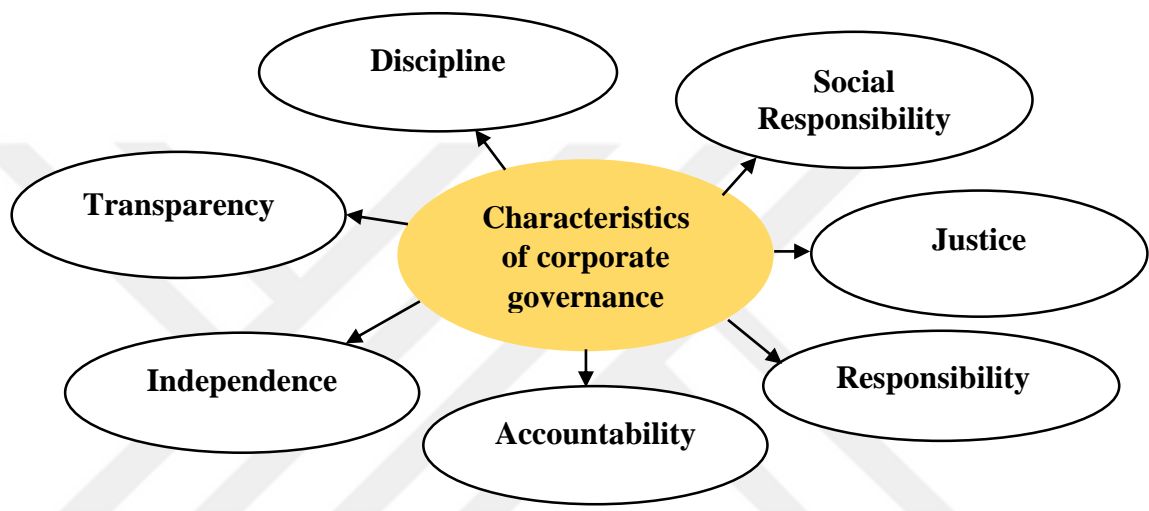 Discipline
Social
Responsibility
Transparency
Characteristics
of corporate
governance
Justice
Independence
Responsibility
Accountability